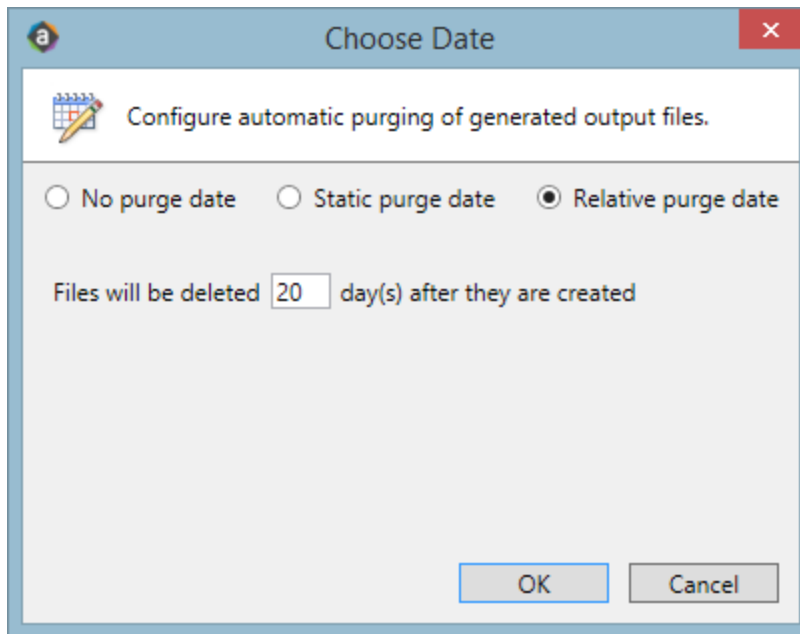 Choose Date
Configure automatic purging of generated output files.
No purge date Static purge date Relative purge date
Files will be deleted 20 day(s) after they are created
OK Cancel